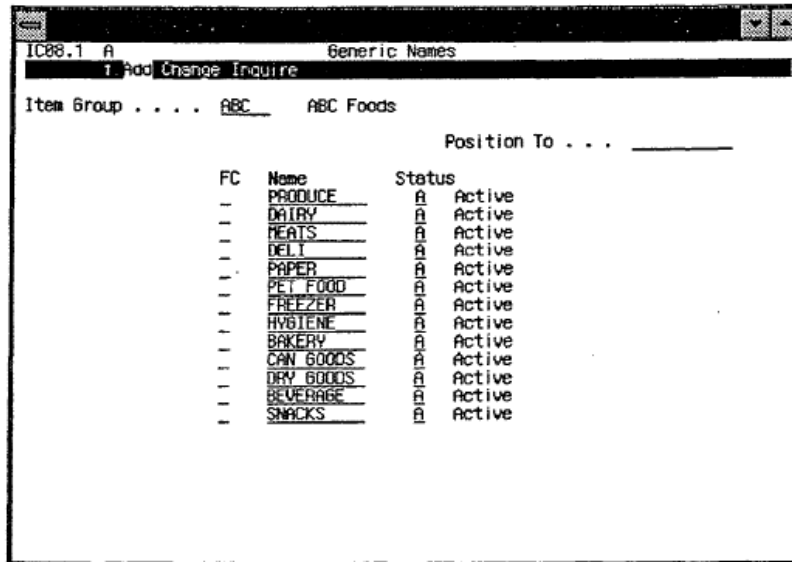 IC08.1 A Generic Names
1 Add Change Inquire
Item Group . . . . ABC ABC Foods
Position To . . .
FC Name Status
PRODUCE A Active
DAIRY A Active
MEATS A Active
DELI A Active
PAPER A Active
PET FOOD A Active
FREEZER A Active
HYGIENE A Active
BAKERY A Active
CAN GOODS A Active
DRY GOODS A Active
BEVERAGE A Active
SNACKS A Active